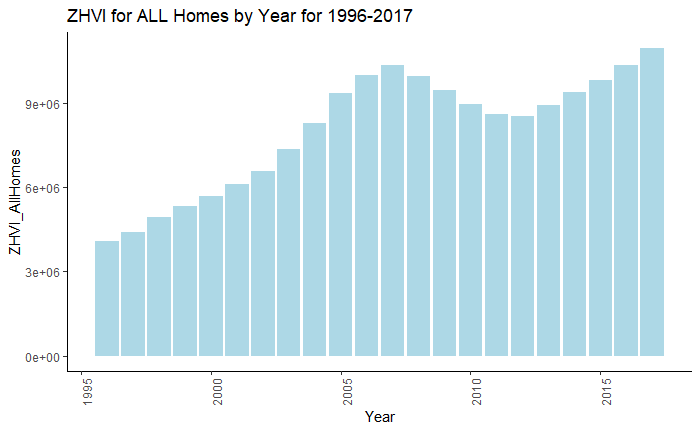 ZHVI for ALL Homes by Year for 1996-2017
ZHVI_AllHomes
9e+06
6e+06
3e+06
0e+00
1995
2000
2005
2010
2015
Year